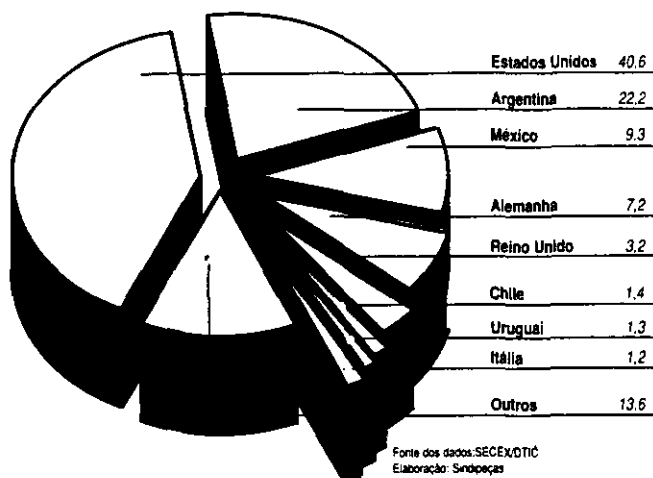 Estados Unidos 40,6
Argentina 22,2
México 9,3
Alemanha 7,2
Reino Unido 3,2
Chile 1,4
Uruguai 1,3
Itália 1,2
Outros 13,6
Fonte dos dados:SECEX/DTIC
Elaboração: Sindipeças